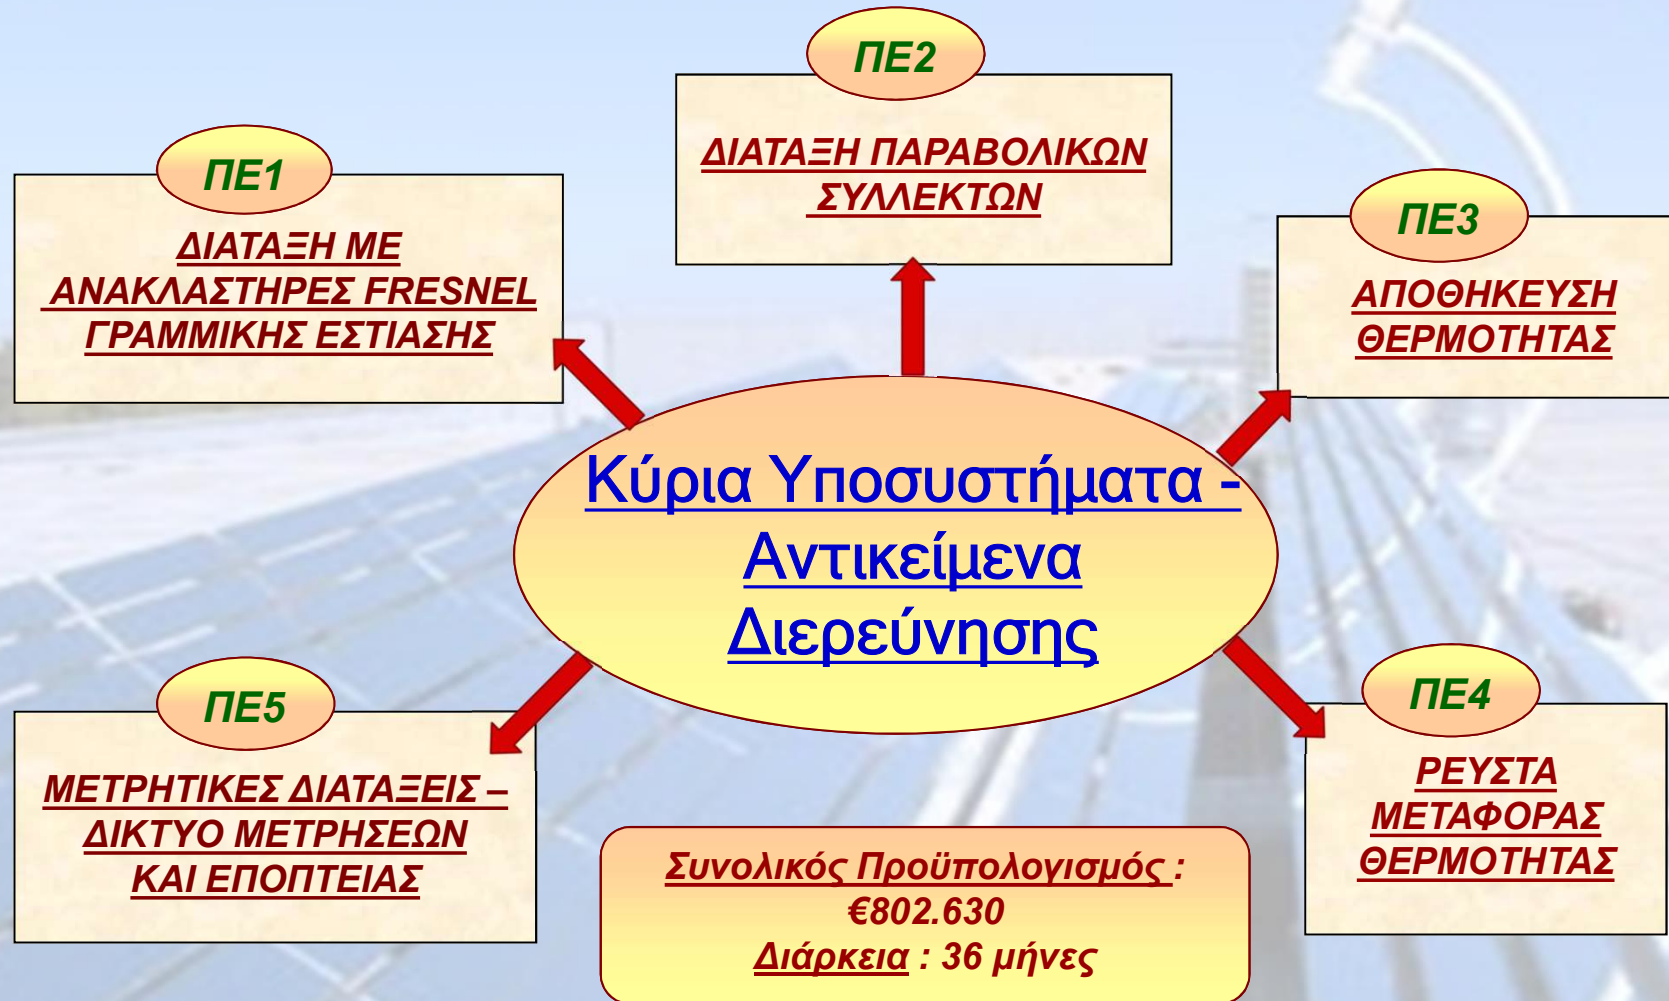 ΠΕ1
ΔΙΑΤΑΞΗ ΜΕ
ΑΝΑΚΛΑΣΤΗΡΕΣ FRESNEL
ΓΡΑΜΜΙΚΗΣ ΕΣΤΙΑΣΗΣ
ΠΕ2
ΔΙΑΤΑΞΗ ΠΑΡΑΒΟΛΙΚΩΝ
ΣΥΛΛΕΚΤΩΝ
ΠΕ3
ΑΠΟΘΗΚΕΥΣΗ
ΘΕΡΜΟΤΗΤΑΣ
Κύρια Υποσυστήματα -
Αντικείμενα
Διερεύνησης
ΠΕ5
ΜΕΤΡΗΤΙΚΕΣ ΔΙΑΤΑΞΕΙΣ –
ΔΙΚΤΥΟ ΜΕΤΡΗΣΕΩΝ
ΚΑΙ ΕΠΟΠΤΕΙΑΣ
ΠΕ4
ΡΕΥΣΤΑ
ΜΕΤΑΦΟΡΑΣ
ΘΕΡΜΟΤΗΤΑΣ
Συνολικός Προϋπολογισμός :
€802.630
Διάρκεια : 36 μήνες